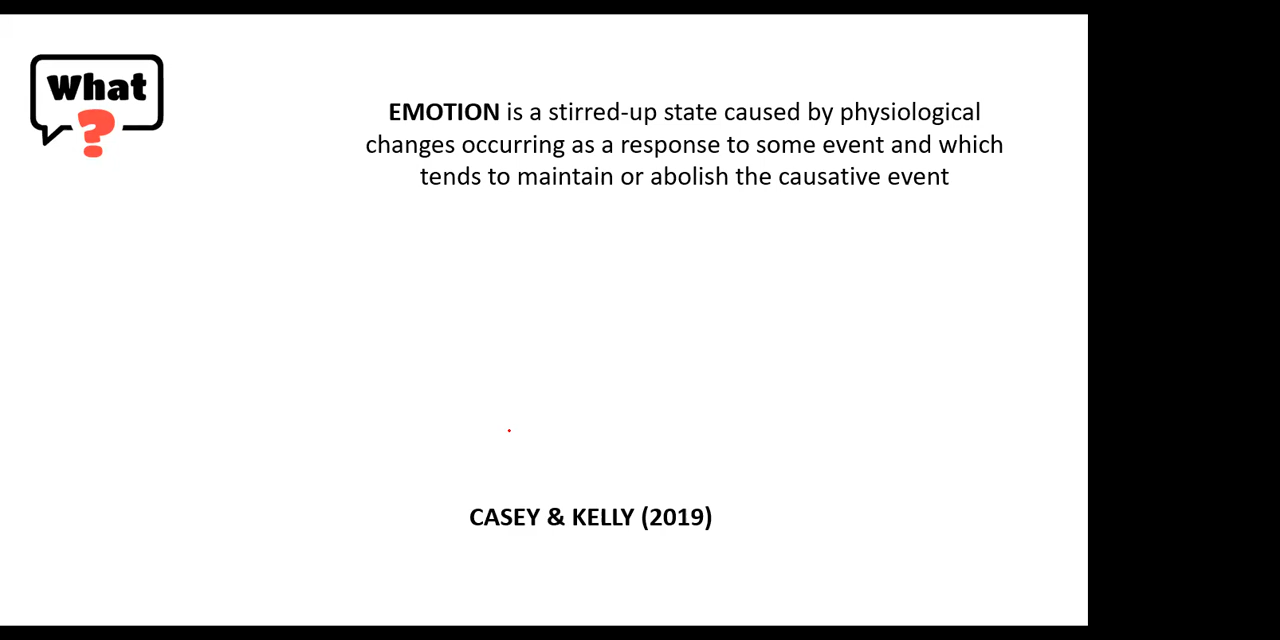 What
?
EMOTION is a stirred-up state caused by physiological
changes occurring as a response to some event and which
tends to maintain or abolish the causative event
CASEY & KELLY (2019)